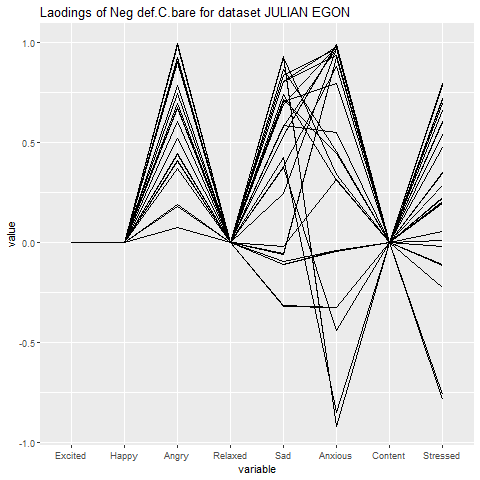 Laodings of Neg def.C.bare for dataset JULIAN EGON
1.0
0.5
0.0
-0.5
-1.0
value
Excited Happy Angry Relaxed Sad Anxious Content Stressed
variable